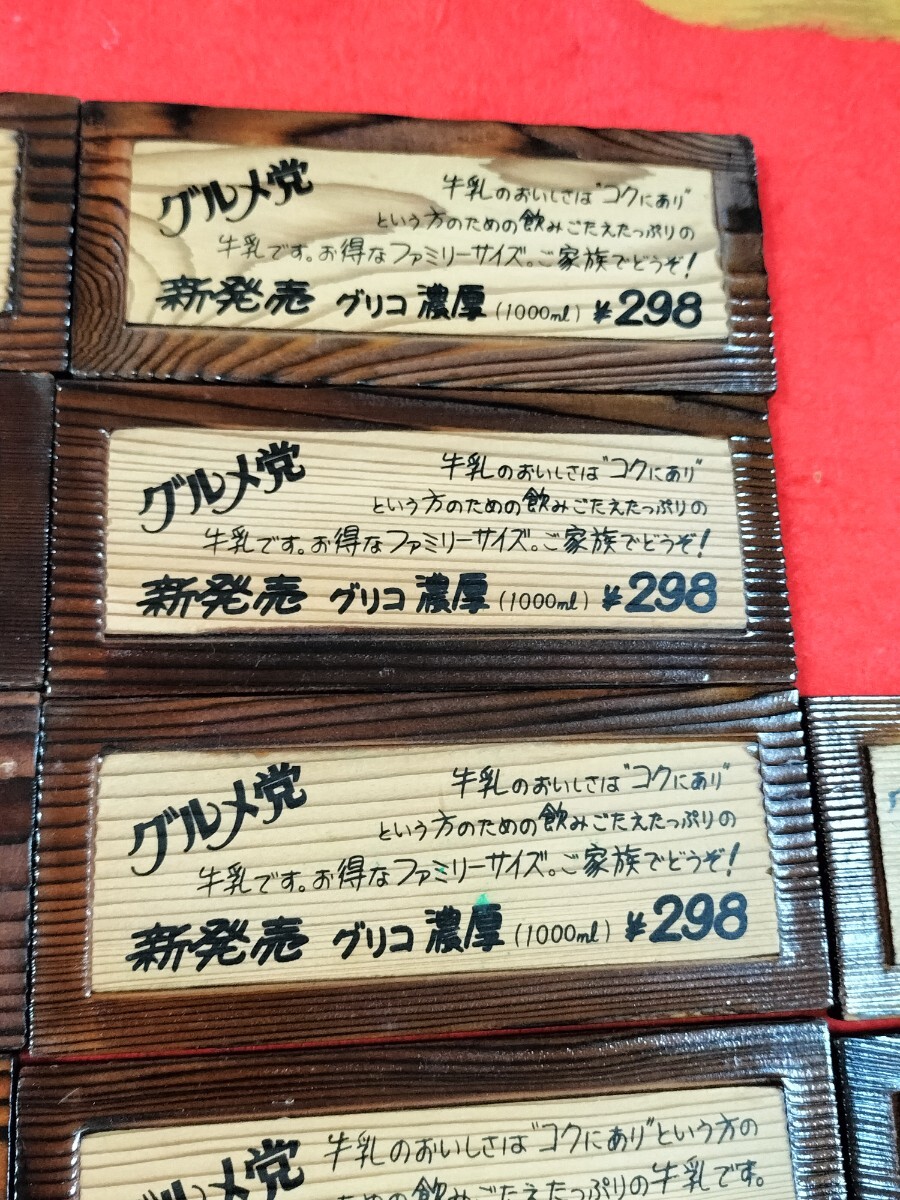 グルメ党
牛乳のおいしさは"コクにあり"
という方のための飲みごたえたっぷりの
牛乳です。お得なファミリーサイズ。ご家族でどうぞ!
新発売 グリコ 濃厚 (1000ml) ¥298
グルメ党
牛乳のおいしさは"コクにあり"
という方のための飲みごたえたっぷりの
牛乳です。お得なファミリーサイズ。ご家族でどうぞ!
新発売 グリコ 濃厚 (1000ml) ¥298
グルメ党
牛乳のおいしさは"コクにあり"
という方のための飲みごたえたっぷりの
牛乳です。お得なファミリーサイズ。ご家族でどうぞ!
新発売 グリコ 濃厚 (1000ml) ¥298
グルメ党
牛乳のおいしさは"コクにあり"という方の
ための飲みごたえたっぷりの牛乳です。